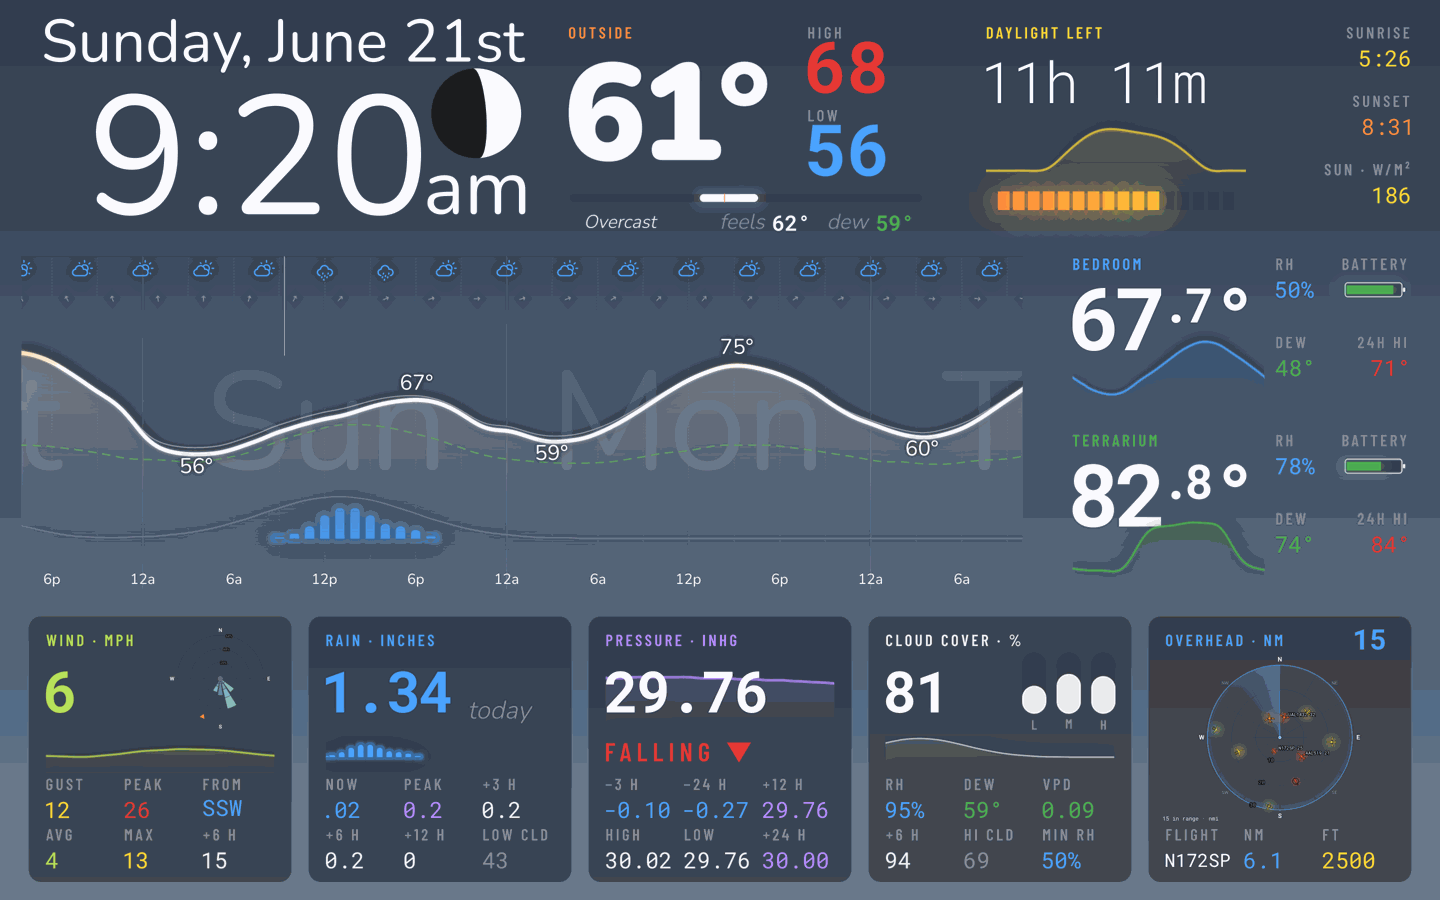 Sunday, June 21st
9:20 am
OUTSIDE
61°
HIGH
68
LOW
56
Overcast feels 62° dew 59°
DAYLIGHT LEFT
11h 11m
SUNRISE
5:26
SUNSET
8:31
SUN · W/M²
186
t Sun Mon T
67°
75°
56°
59°
60°
6p 12a 6a 12p 6p 12a 6a 12p 6p 12a 6a
BEDROOM
67.7°
RH BATTERY
50%
DEW 24H HI
48° 71°
TERRARIUM
82.8°
RH BATTERY
78%
DEW 24H HI
74° 84°
WIND · MPH
6
N
W E
S
GUST PEAK FROM
12 26 SSW
AVG MAX +6 H
4 13 15
RAIN · INCHES
1.34 today
NOW PEAK +3 H
.02 0.2 0.2
+6 H +12 H LOW CLD
0.2 0 43
PRESSURE · INHG
29.76
FALLING ▼
-3 H -24 H +12 H
-0.10 -0.27 29.76
HIGH LOW +24 H
30.02 29.76 30.00
CLOUD COVER · %
81
L M H
RH DEW VPD
95% 59° 0.09
+6 H HI CLD MIN RH
94 69 50%
OVERHEAD · NM 15
N
W E
S
15 in range · nmi
FLIGHT NM FT
N172SP 6.1 2500